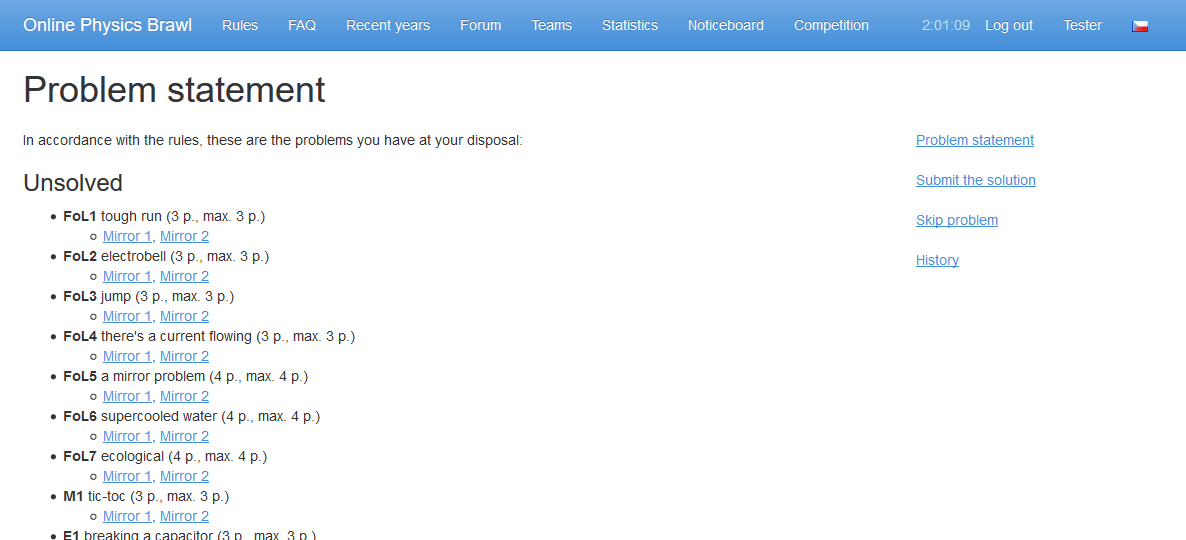 Online Physics Brawl Rules FAQ Recent years Forum Teams Statistics Noticeboard Competition 2:01:09 Log out Tester
Problem statement
In accordance with the rules, these are the problems you have at your disposal:
Unsolved
FoL1 tough run (3 p., max. 3 p.)
Mirror 1, Mirror 2
FoL2 electrobell (3 p., max. 3 p.)
Mirror 1, Mirror 2
FoL3 jump (3 p., max. 3 p.)
Mirror 1, Mirror 2
FoL4 there's a current flowing (3 p., max. 3 p.)
Mirror 1, Mirror 2
FoL5 a mirror problem (4 p., max. 4 p.)
Mirror 1, Mirror 2
FoL6 supercooled water (4 p., max. 4 p.)
Mirror 1, Mirror 2
FoL7 ecological (4 p., max. 4 p.)
Mirror 1, Mirror 2
M1 tic-toc (3 p., max. 3 p.)
Mirror 1, Mirror 2
E1 breaking a capacitor (3 p., max. 3 p.)
Problem statement
Submit the solution
Skip problem
History